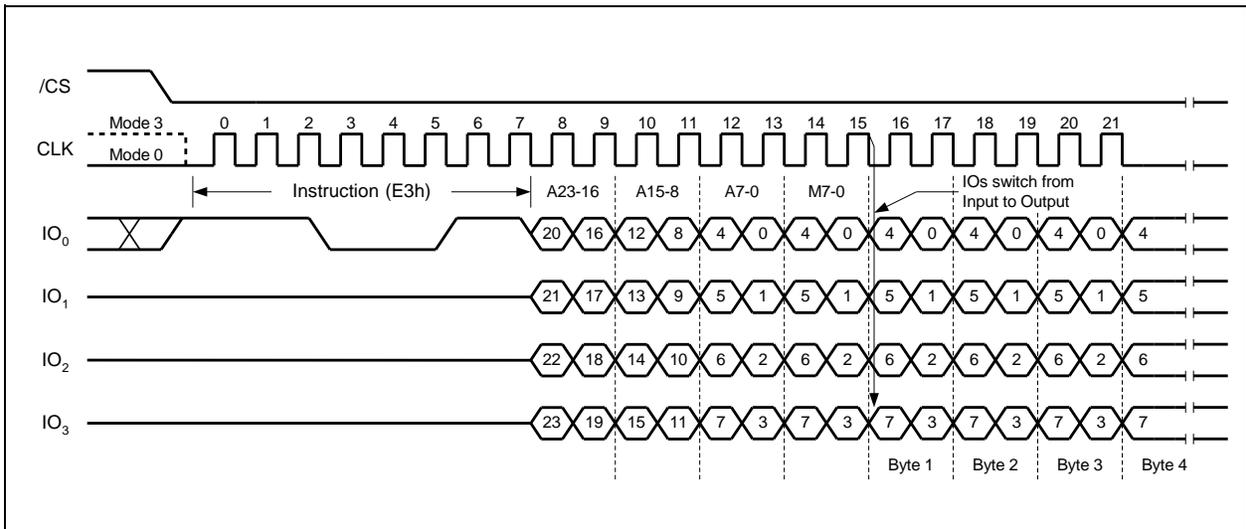 /CS
Mode 3 0 1 2 3 4 5 6 7 8 9 10 11 12 13 14 15 16 17 18 19 20 21
CLK
Mode 0
Instruction (E3h) A23-16 A15-8 A7-0 M7-0 IOs switch from
Input to Output
IO0 20 16 12 8 4 0 4 0 4 0 4 0 4 0 4
IO1 21 17 13 9 5 1 5 1 5 1 5 1 5 1 5
IO2 22 18 14 10 6 2 6 2 6 2 6 2 6 2 6
IO3 23 19 15 11 7 3 7 3 7 3 7 3 7 3 7
Byte 1 Byte 2 Byte 3 Byte 4